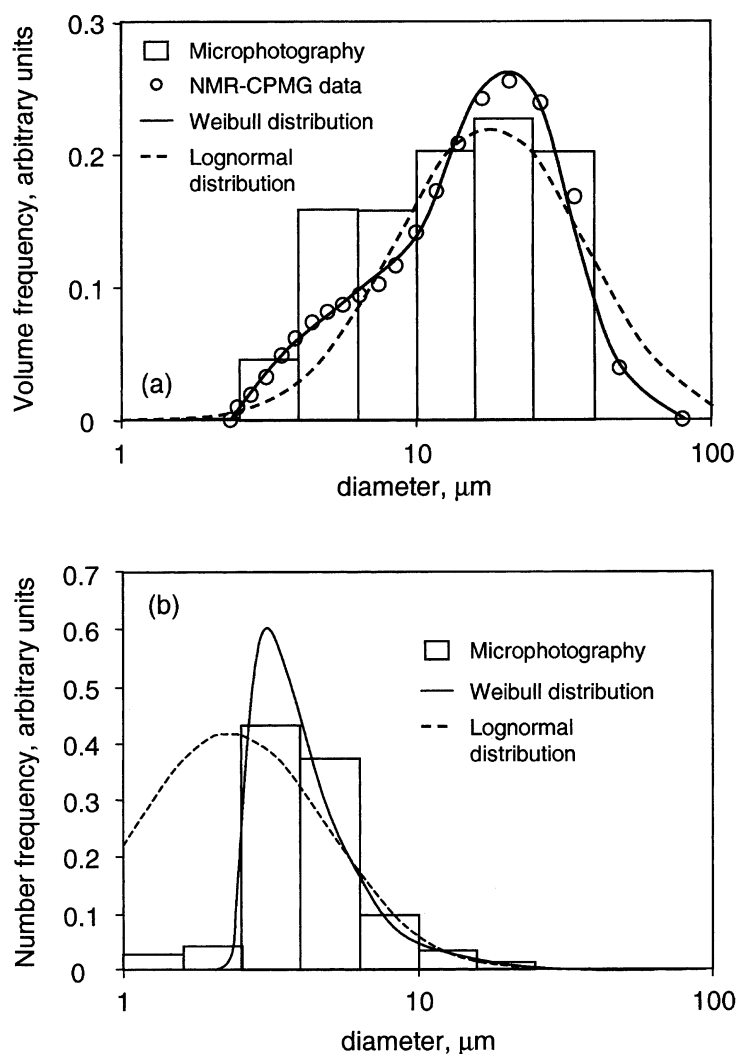 0.3
Microphotography
NMR-CPMG data
Weibull distribution
Lognormal
distribution
0.2
0.1
0
(a)
Volume frequency, arbitrary units
1
10
100
diameter, μm
0.7
(b)
0.6
Microphotography
0.5
Weibull distribution
Lognormal
distribution
0.4
0.3
0.2
0.1
0
Number frequency, arbitrary units
1
10
100
diameter, μm